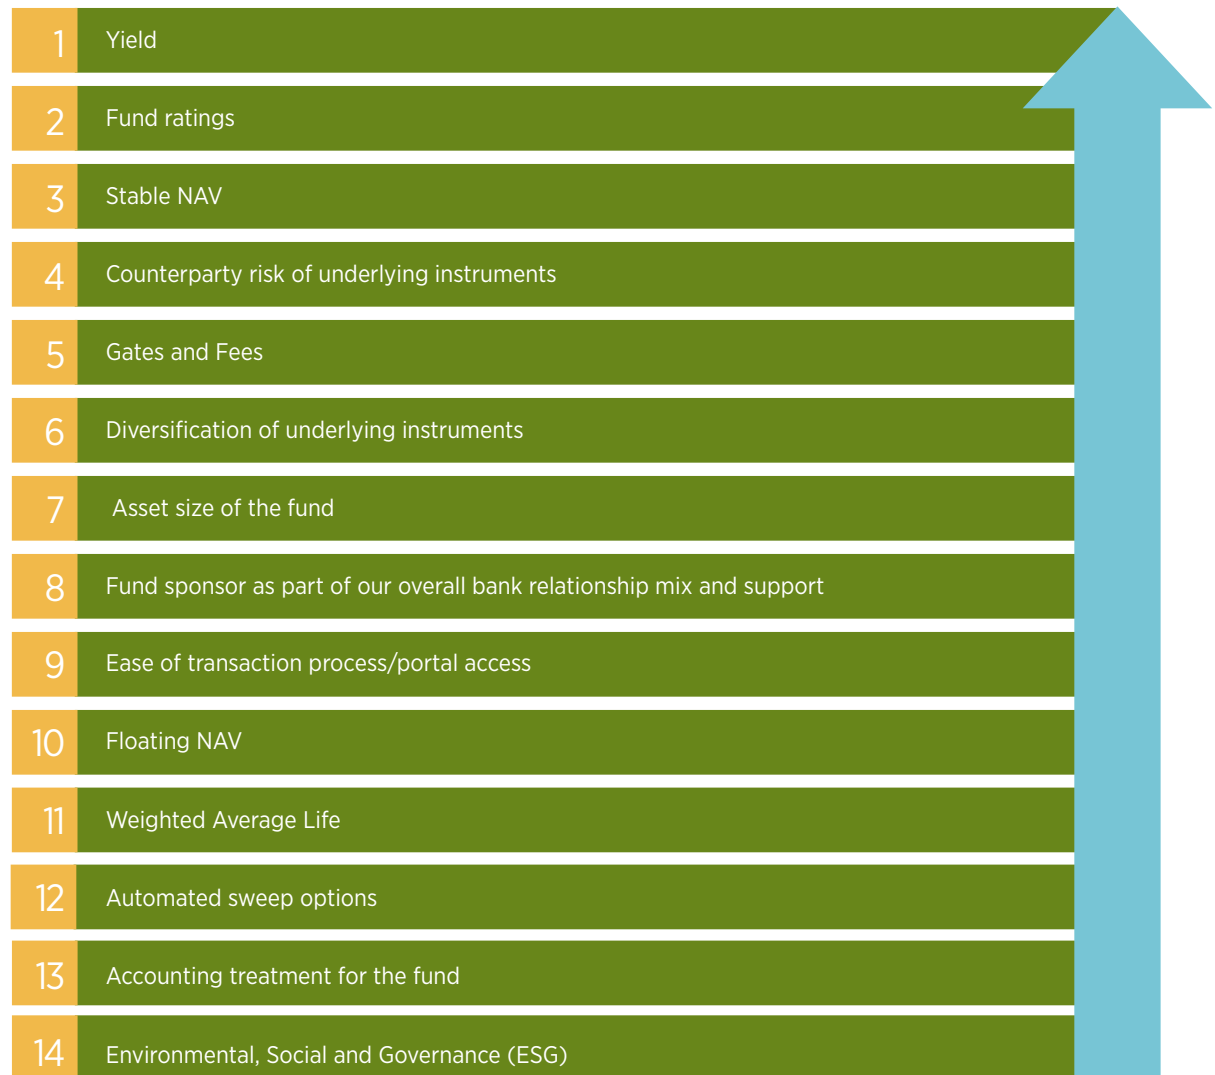 1 Yield
2 Fund ratings
3 Stable NAV
4 Counterparty risk of underlying instruments
5 Gates and Fees
6 Diversification of underlying instruments
7 Asset size of the fund
8 Fund sponsor as part of our overall bank relationship mix and support
9 Ease of transaction process/portal access
10 Floating NAV
11 Weighted Average Life
12 Automated sweep options
13 Accounting treatment for the fund
14 Environmental, Social and Governance (ESG)